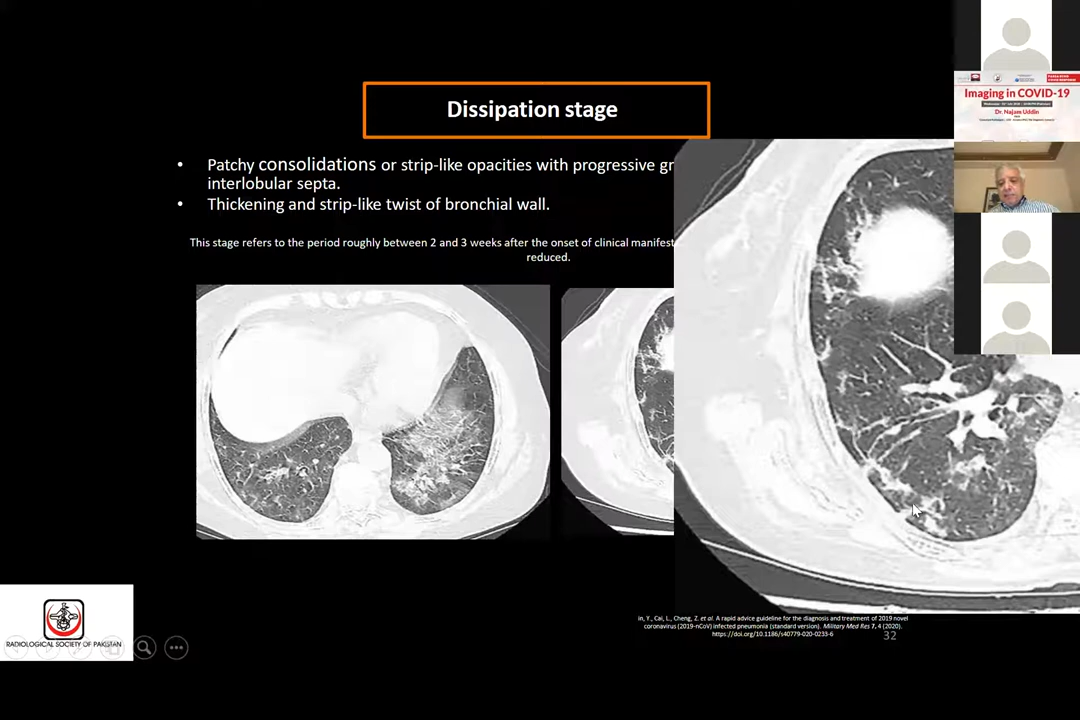 Dissipation stage
• Patchy consolidations or strip-like opacities with progressive gr
interlobular septa.
• Thickening and strip-like twist of bronchial wall.
This stage refers to the period roughly between 2 and 3 weeks after the onset of clinical manifest
reduced.
Imaging in COVID-19
Dr. Najam Uddin
RADIOLOGICAL SOCIETY OF PAKISTAN
in, Y., Cai, L., Cheng, Z. et al. A rapid advice guideline for the diagnosis and treatment of 2019 novel
coronavirus (2019-nCoV) infected pneumonia (standard version). Military Med Res 7, 4 (2020).
https://doi.org/10.1186/s40779-020-0233-6
32